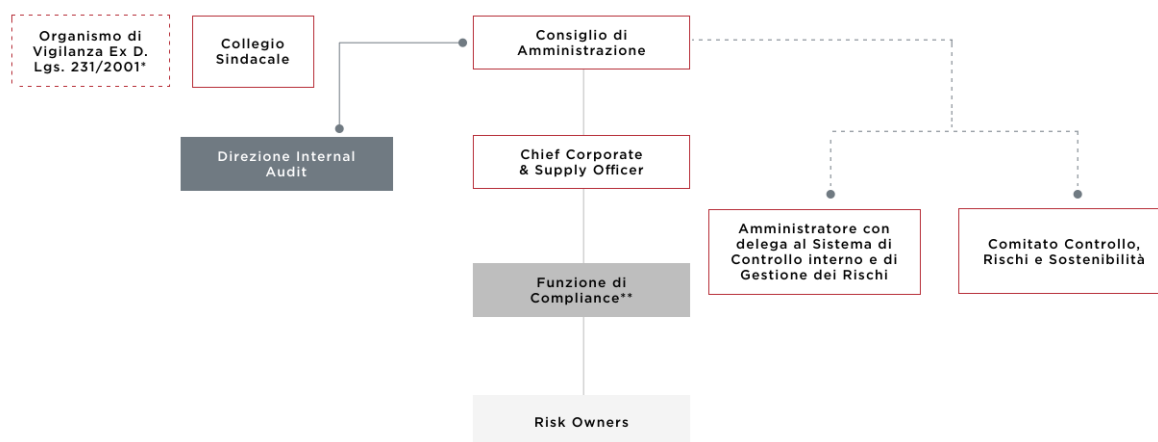 Organismo di
Vigilanza Ex D.
Lgs. 231/2001*
Collegio
Sindacale
Consiglio di
Amministrazione
Direzione Internal
Audit
Chief Corporate
& Supply Officer
Amministratore con
delega al Sistema di
Controllo interno e di
Gestione dei Rischi
Comitato Controllo,
Rischi e Sostenibilità
Funzione di
Compliance**
Risk Owners